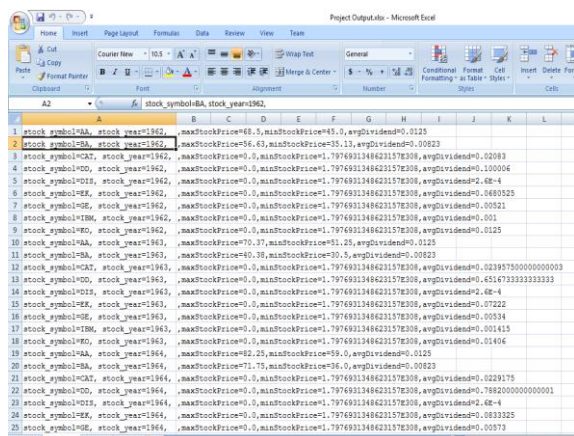 Project Output.xlsx - Microsoft Excel
Home Insert Page Layout Formulas Data Review View Team
Cut
Copy
Format Painter
Paste
Courier New 10.5
Wrap Text
Merge & Center
General
Conditional Formatting
Format as Table
Cell Styles
Insert Delete For
Clipboard Font Alignment Number Styles Cells
A2 fx stock_symbol=BA, stock_year=1962,
A B C D E F G H I J K L
1 stock_symbol=AA, stock_year=1962, ,maxStockPrice=68.5,minStockPrice=45.0,avgDividend=0.0125
2 stock_symbol=BA, stock_year=1962, ,maxStockPrice=56.63,minStockPrice=35.13,avgDividend=0.00823
3 stock_symbol=CAT, stock_year=1962, ,maxStockPrice=0.0,minStockPrice=1.7976931348623157E308,avgDividend=0.02083
4 stock_symbol=DD, stock_year=1962, ,maxStockPrice=0.0,minStockPrice=1.7976931348623157E308,avgDividend=0.100006
5 stock_symbol=DIS, stock_year=1962, ,maxStockPrice=0.0,minStockPrice=1.7976931348623157E308,avgDividend=2.6E-4
6 stock_symbol=EK, stock_year=1962, ,maxStockPrice=0.0,minStockPrice=1.7976931348623157E308,avgDividend=0.0680525
7 stock_symbol=GE, stock_year=1962, ,maxStockPrice=0.0,minStockPrice=1.7976931348623157E308,avgDividend=0.00521
8 stock_symbol=IBM, stock_year=1962, ,maxStockPrice=0.0,minStockPrice=1.7976931348623157E308,avgDividend=0.001
9 stock_symbol=KO, stock_year=1962, ,maxStockPrice=0.0,minStockPrice=1.7976931348623157E308,avgDividend=0.0125
10 stock_symbol=AA, stock_year=1963, ,maxStockPrice=70.37,minStockPrice=51.25,avgDividend=0.0125
11 stock_symbol=BA, stock_year=1963, ,maxStockPrice=40.38,minStockPrice=30.5,avgDividend=0.00823
12 stock_symbol=CAT, stock_year=1963, ,maxStockPrice=0.0,minStockPrice=1.7976931348623157E308,avgDividend=0.023957500000000003
13 stock_symbol=DD, stock_year=1963, ,maxStockPrice=0.0,minStockPrice=1.7976931348623157E308,avgDividend=0.6516733333333333
14 stock_symbol=DIS, stock_year=1963, ,maxStockPrice=0.0,minStockPrice=1.7976931348623157E308,avgDividend=2.6E-4
15 stock_symbol=EK, stock_year=1963, ,maxStockPrice=0.0,minStockPrice=1.7976931348623157E308,avgDividend=0.07222
16 stock_symbol=GE, stock_year=1963, ,maxStockPrice=0.0,minStockPrice=1.7976931348623157E308,avgDividend=0.00534
17 stock_symbol=IBM, stock_year=1963, ,maxStockPrice=0.0,minStockPrice=1.7976931348623157E308,avgDividend=0.001415
18 stock_symbol=KO, stock_year=1963, ,maxStockPrice=0.0,minStockPrice=1.7976931348623157E308,avgDividend=0.01406
19 stock_symbol=AA, stock_year=1964, ,maxStockPrice=82.25,minStockPrice=59.0,avgDividend=0.0125
20 stock_symbol=BA, stock_year=1964, ,maxStockPrice=71.75,minStockPrice=36.0,avgDividend=0.00823
21 stock_symbol=CAT, stock_year=1964, ,maxStockPrice=0.0,minStockPrice=1.7976931348623157E308,avgDividend=0.0229175
22 stock_symbol=DD, stock_year=1964, ,maxStockPrice=0.0,minStockPrice=1.7976931348623157E308,avgDividend=0.7882000000000001
23 stock_symbol=DIS, stock_year=1964, ,maxStockPrice=0.0,minStockPrice=1.7976931348623157E308,avgDividend=2.6E-4
24 stock_symbol=EK, stock_year=1964, ,maxStockPrice=0.0,minStockPrice=1.7976931348623157E308,avgDividend=0.0833325
25 stock_symbol=GE, stock_year=1964, ,maxStockPrice=0.0,minStockPrice=1.7976931348623157E308,avgDividend=0.00573